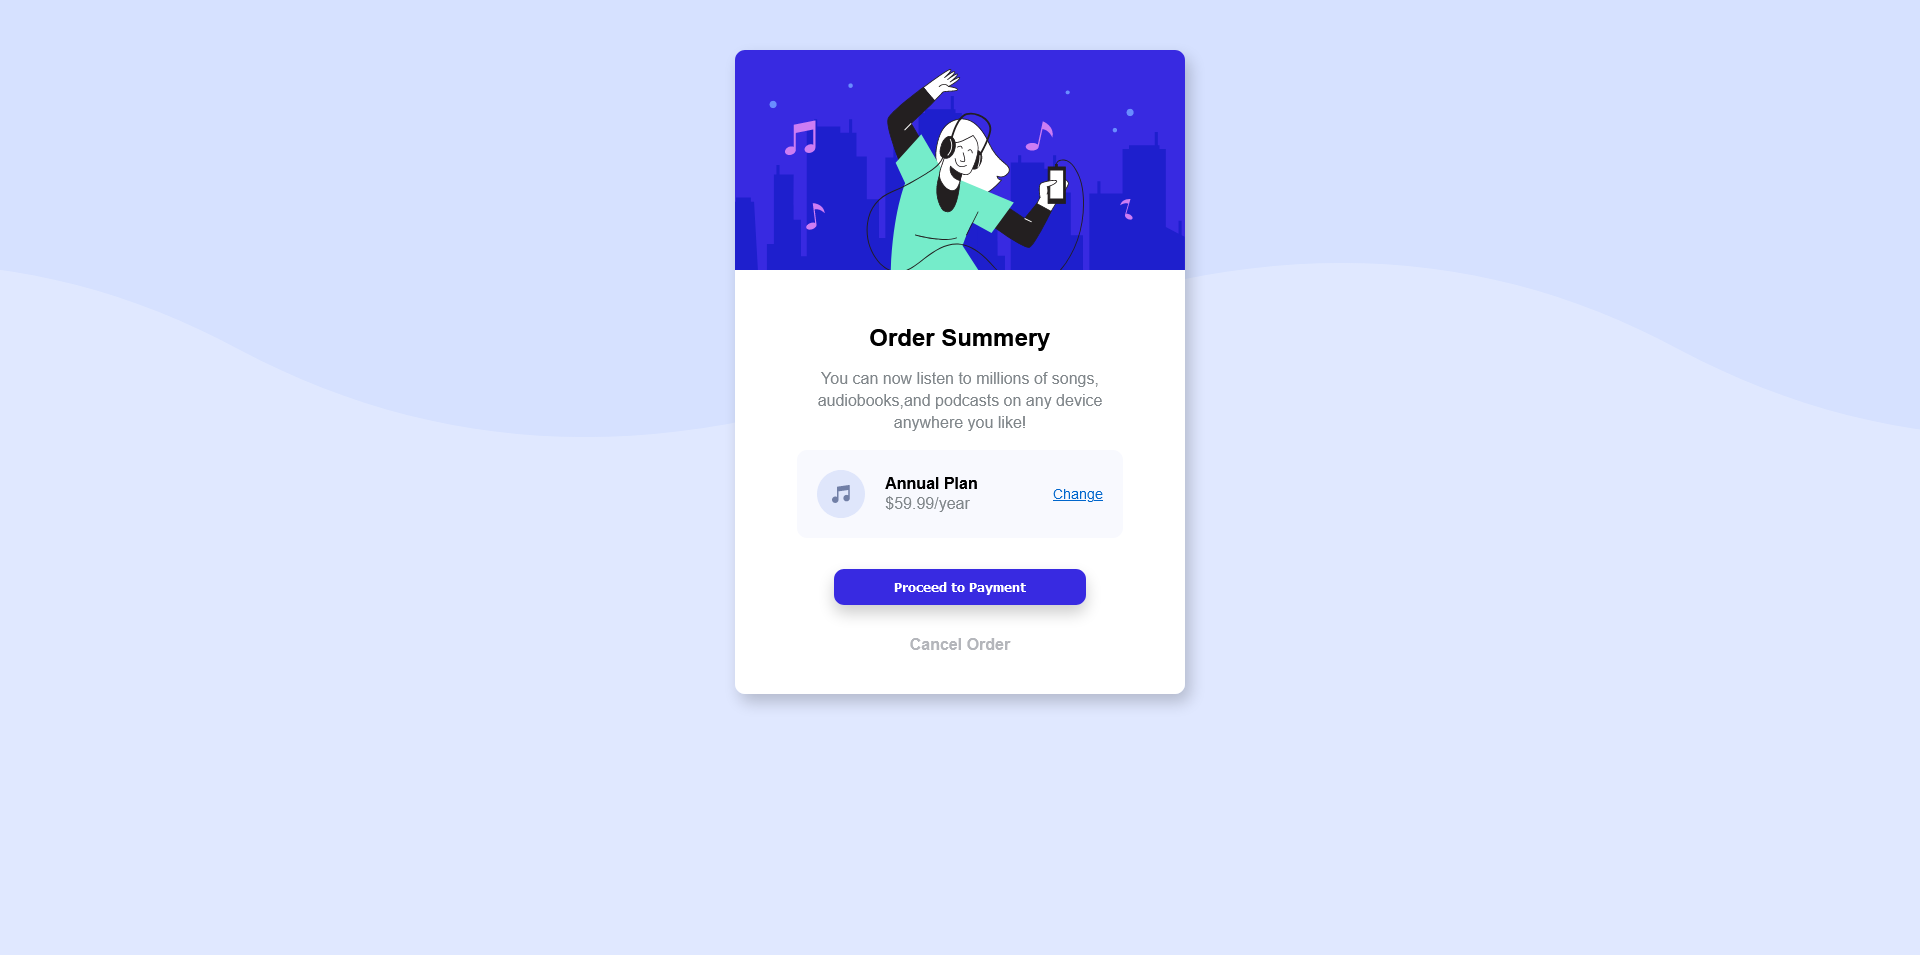 Order Summery
You can now listen to millions of songs,
audiobooks,and podcasts on any device
anywhere you like!
Annual Plan
$59.99/year
Change
Proceed to Payment
Cancel Order